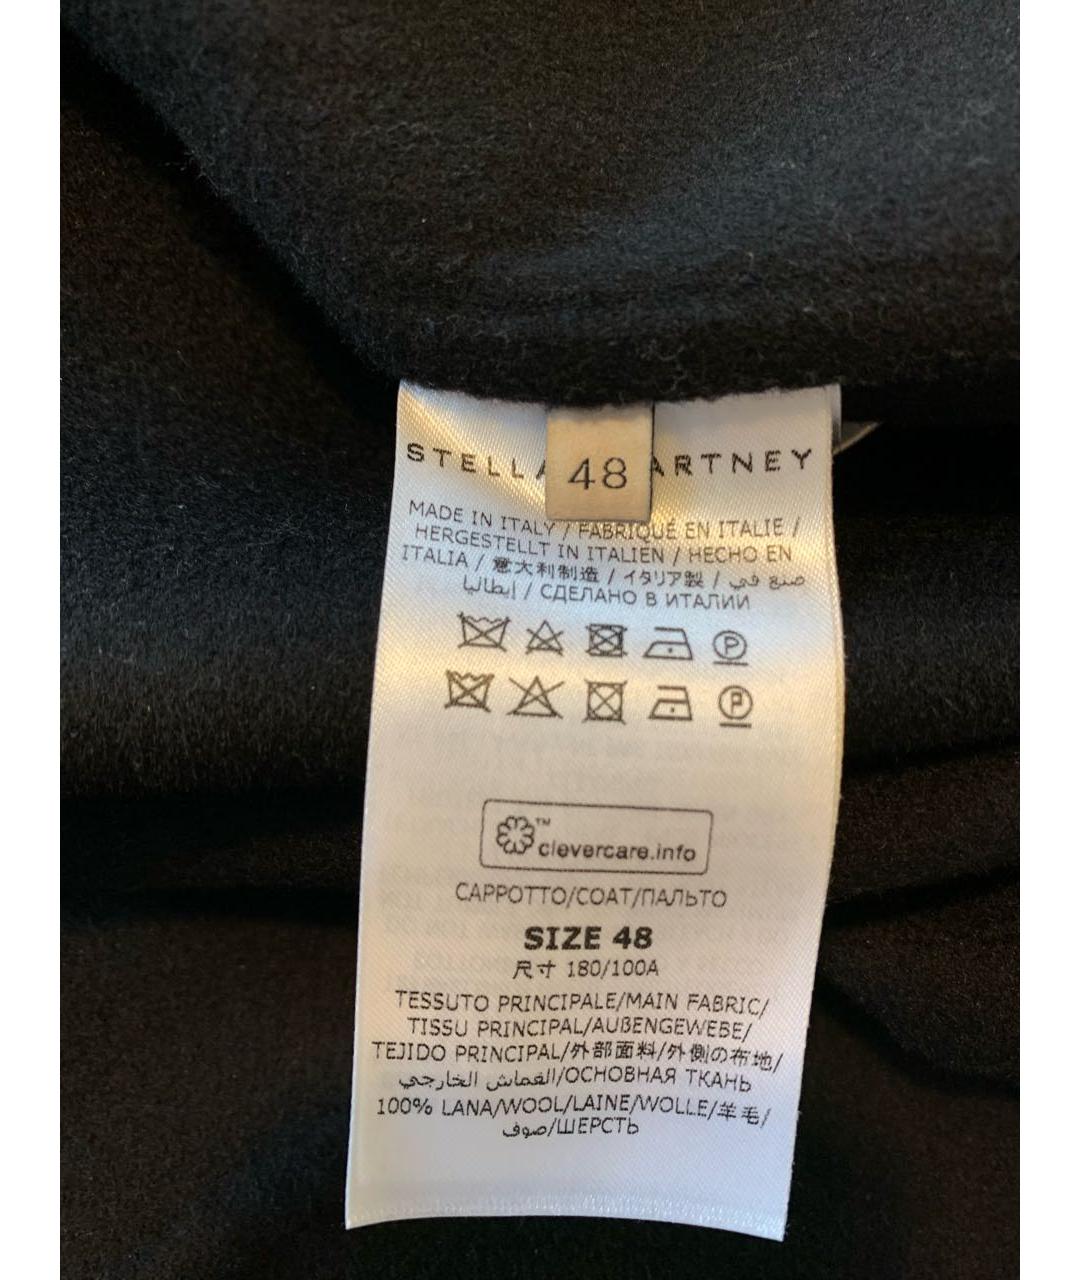 STELLA ARTNEY
48
MADE IN ITALY / FABRIQUÉ EN ITALIE /
HERGESTELLT IN ITALIEN / HECHO EN
ITALIA / 意大利制造 / イタリア製 / صنع في
إيطاليا / СДЕЛАНО В ИТАЛИИ
P
P
™
clevercare.info
CAPPOTTO/COAT/ПАЛЬТО
SIZE 48
尺寸 180/100A
TESSUTO PRINCIPALE/MAIN FABRIC/
TISSU PRINCIPAL/AUßENGEWEBE/
TEJIDO PRINCIPAL/外部面料/外側の布地/
القماش الخارجي/ОСНОВНАЯ ТКАНЬ
100% LANA/WOOL/LAINE/WOLLE/羊毛/
صوف/ШЕРСТЬ